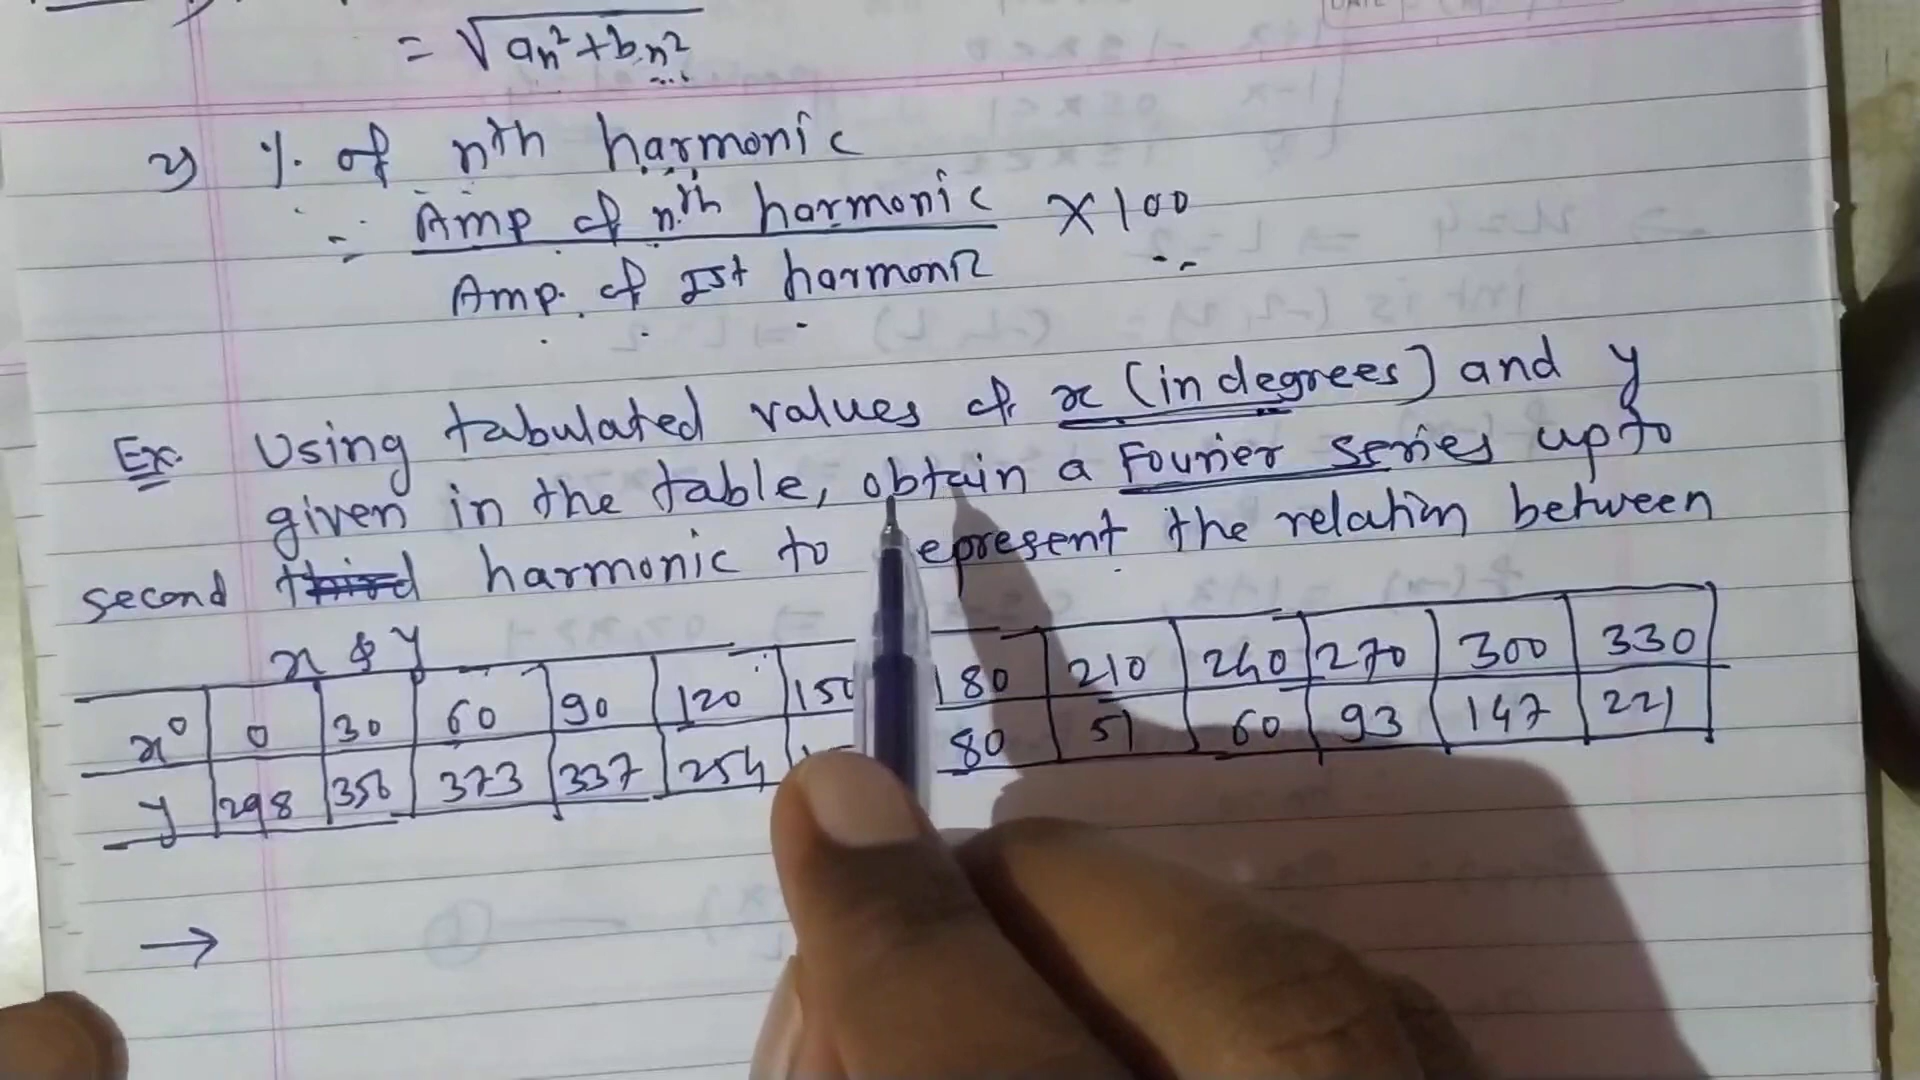 = √an²+bn²
2) % of nth harmonic
= Amp of nth harmonic × 100
Amp. of Ist harmonic
Ex. Using tabulated values of x (in degrees) and y
given in the table, obtain a Fourier series upto
second third harmonic to epresent the relation between
x & y
x° 0 30 60 90 120 150 180 210 240 270 300 330
y 298 356 373 337 254 80 51 60 93 147 221
→